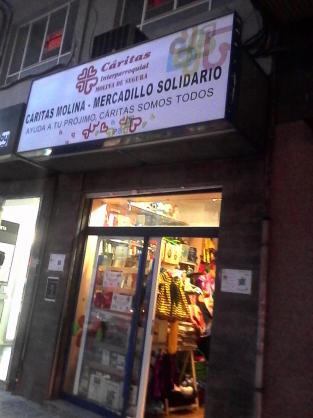 Cáritas
Interparroquial
MOLINA DE SEGURA
CARITAS MOLINA - MERCADILLO SOLIDARIO
AYUDA A TU PRÓJIMO, CÁRITAS SOMOS TODOS